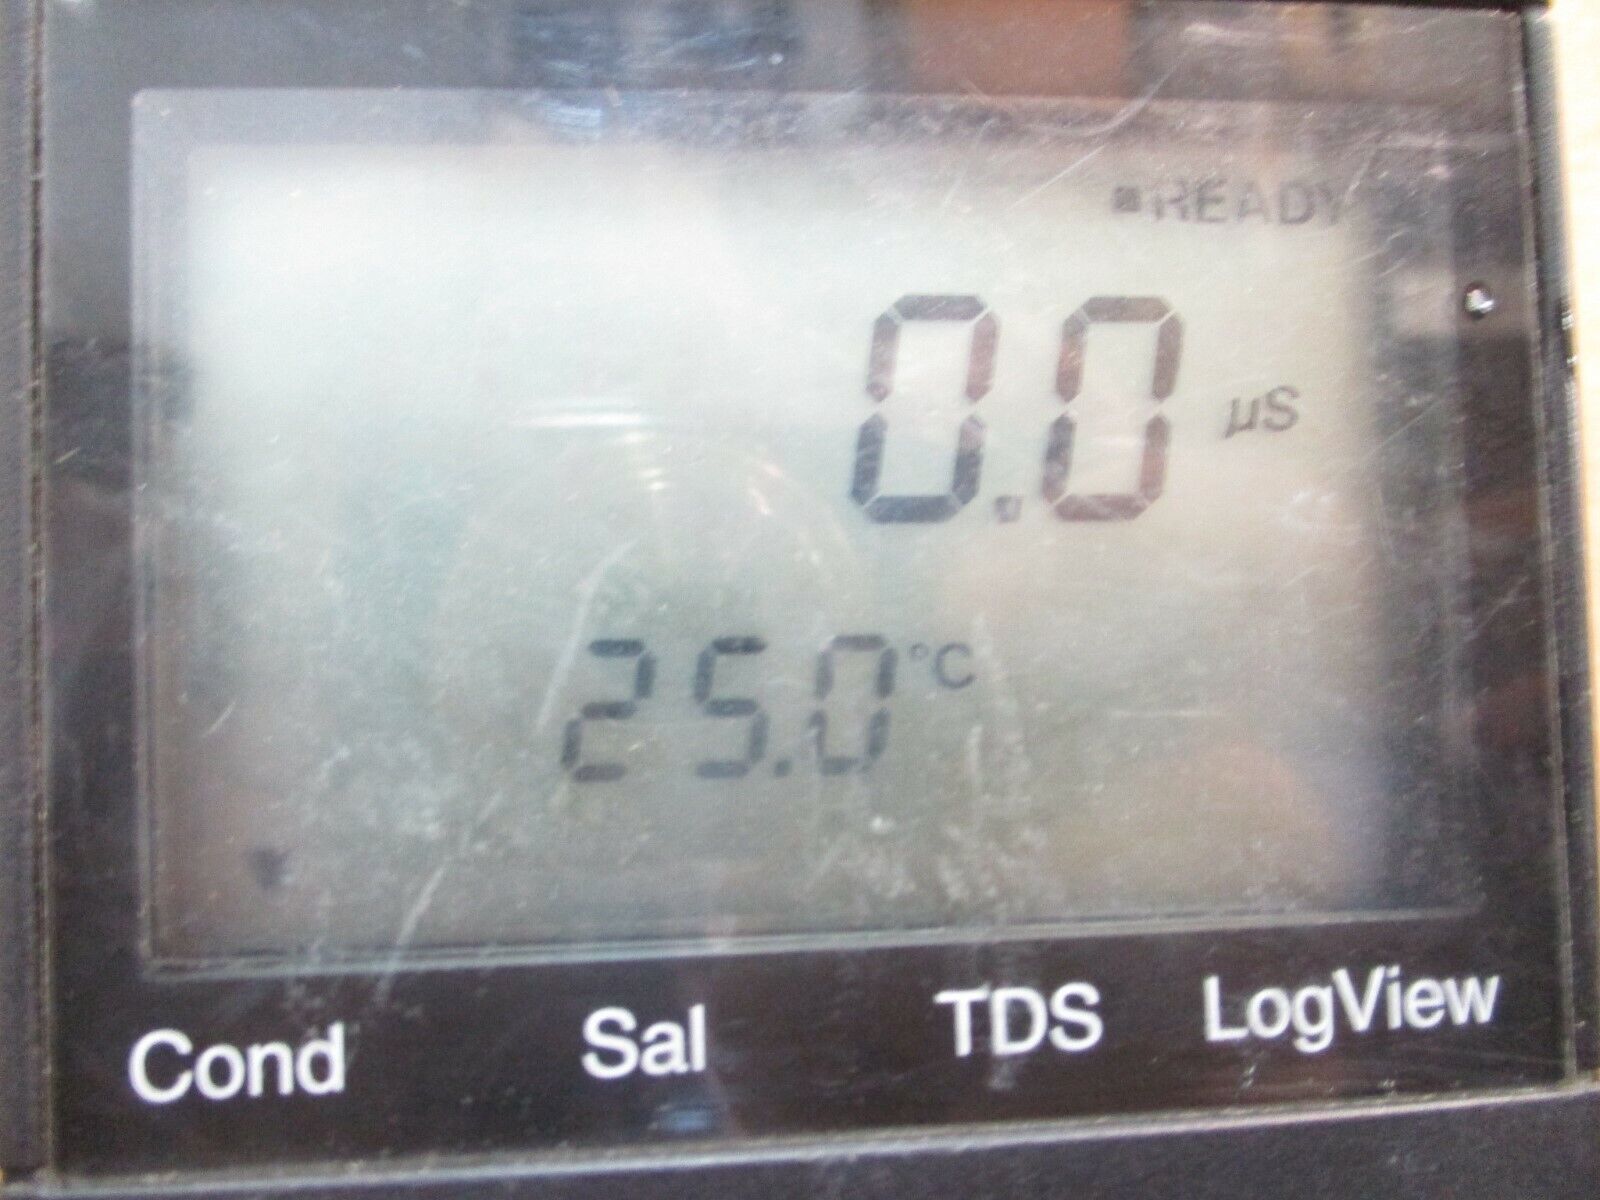 READY
0.0 µS
25.0 °C
Cond Sal TDS LogView